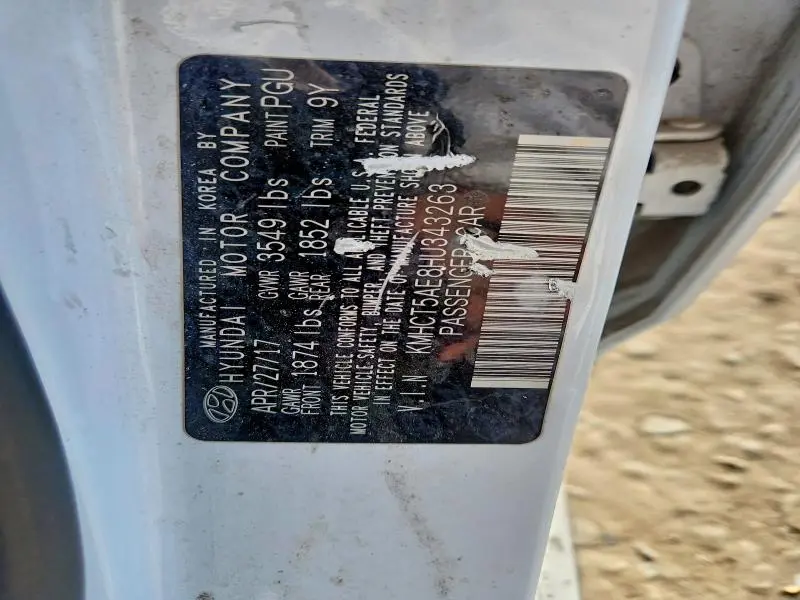 MANUFACTURED IN KOREA BY
HYUNDAI MOTOR COMPANY
APR/27/17 GVWR 3549 lbs PAINT PGU
GAWR FRONT 1874 lbs GAWR REAR 1852 lbs TRIM 9Y
THIS VEHICLE CONFORMS TO ALL APPLICABLE U.S. FEDERAL
MOTOR VEHICLE SAFETY, BUMPER, AND THEFT PREVENTION STANDARDS
IN EFFECT ON THE DATE OF MANUFACTURE SHOWN ABOVE
VIN KMHCT5AE8HU343263
PASSENGER CAR